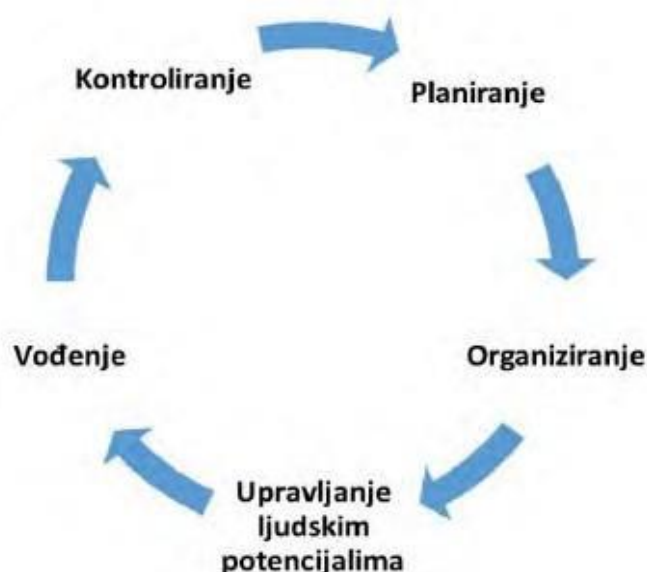 Kontroliranje
Planiranje
Vođenje
Organiziranje
Upravljanje
ljudskim
potencijalima